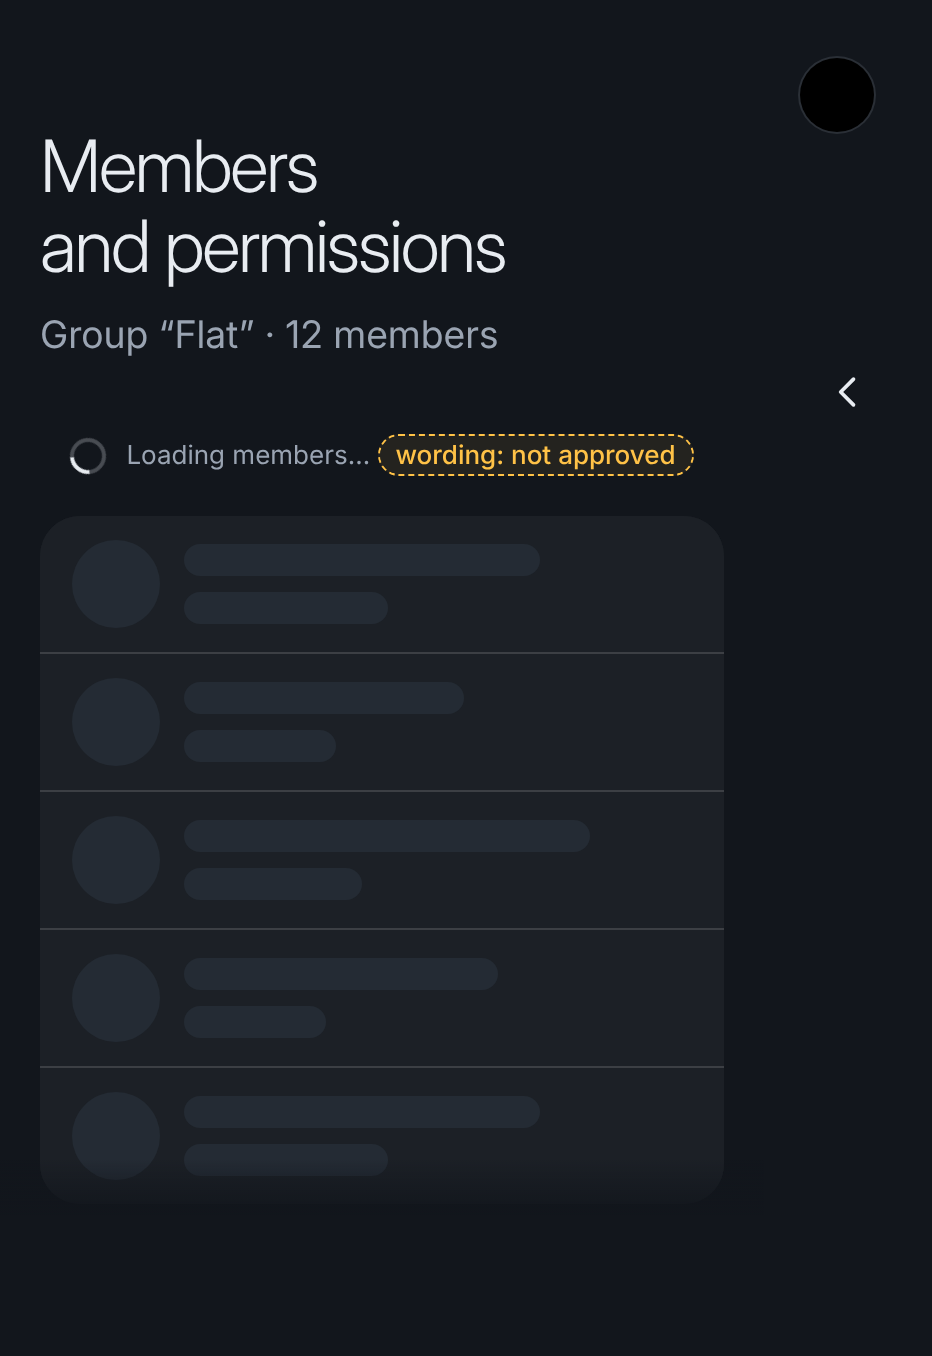 Members
and permissions
Group “Flat” · 12 members
Loading members... wording: not approved